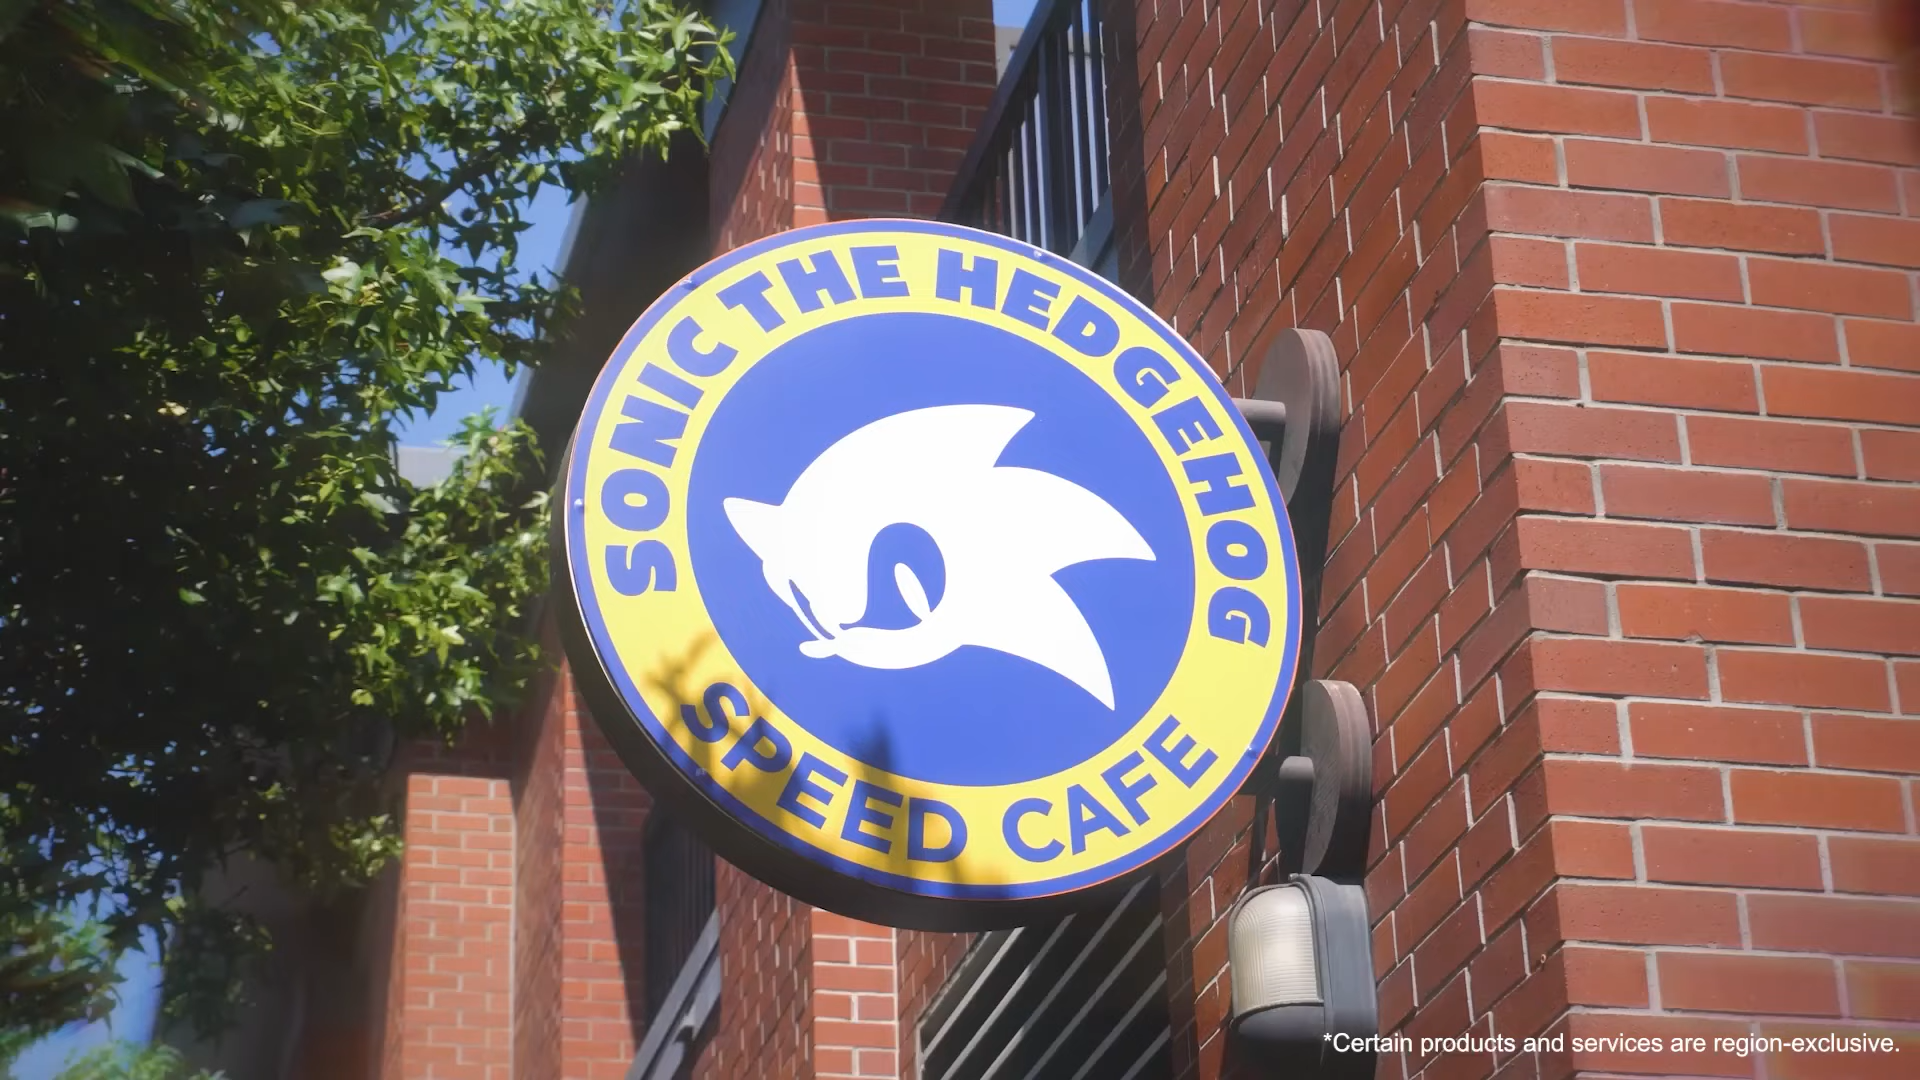 SONIC THE HEDGEHOG
SPEED CAFE
*Certain products and services are region-exclusive.